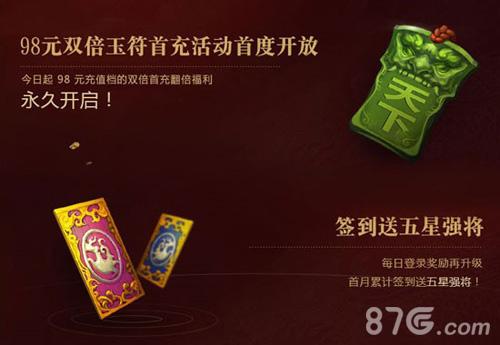 98元双倍玉符首充活动首度开放
今日起 98 元充值档的双倍首充翻倍福利
永久开启！
天下
签到送五星强将
每日登录奖励再升级
首月累计签到送五星强将！
87G.com